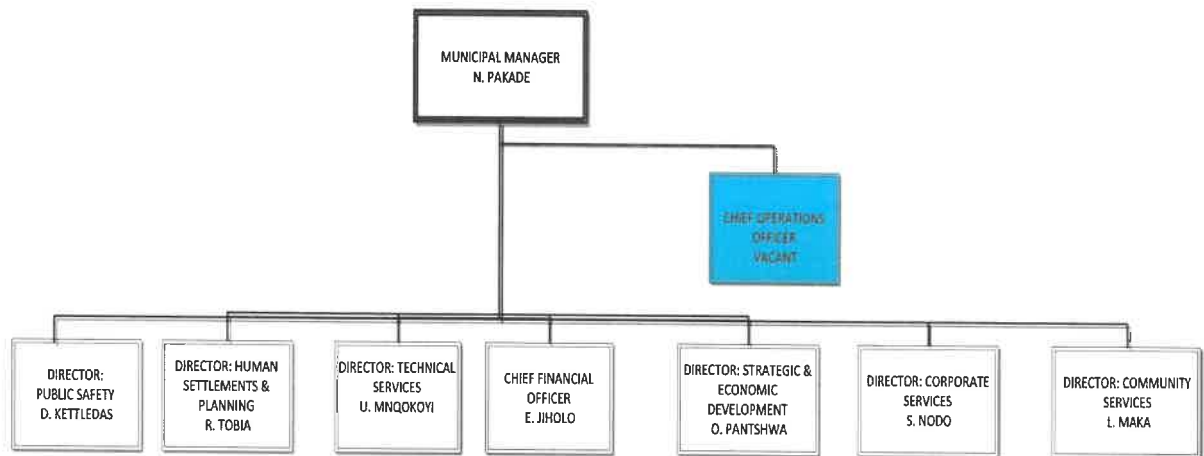 MUNICIPAL MANAGER
N. PAKADE
CHIEF OPERATIONS
OFFICER
VACANT
DIRECTOR:
PUBLIC SAFETY
D. KETTLEDAS
DIRECTOR: HUMAN
SETTLEMENTS &
PLANNING
R. TOBIA
DIRECTOR: TECHNICAL
SERVICES
U. MNQOKOYI
CHIEF FINANCIAL
OFFICER
E. JIHOLO
DIRECTOR: STRATEGIC &
ECONOMIC
DEVELOPMENT
O. PANTSHWA
DIRECTOR: CORPORATE
SERVICES
S. NODO
DIRECTOR: COMMUNITY
SERVICES
L. MAKA